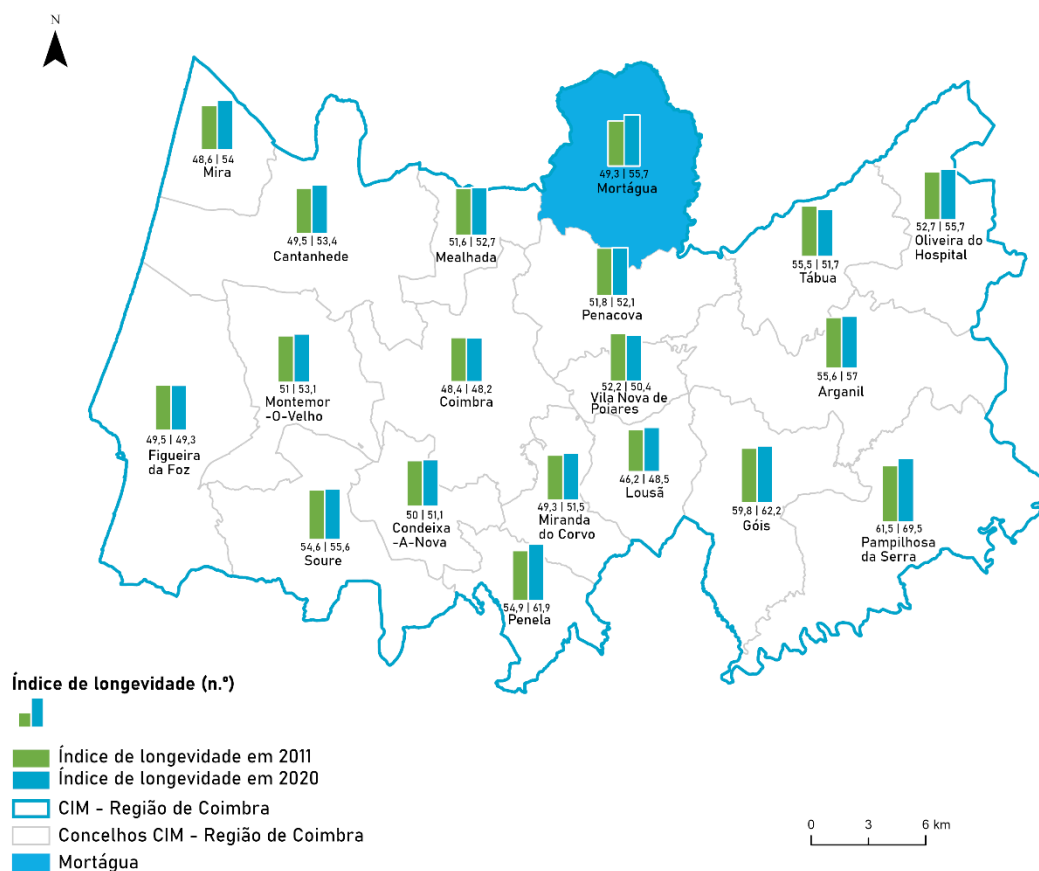 N
48,6 | 54
Mira
49,5 | 53,4
Cantanhede
51,6 | 52,7
Mealhada
49,3 | 55,7
Mortágua
55,5 | 51,7
Tábua
52,7 | 55,7
Oliveira do
Hospital
51,8 | 52,1
Penacova
51 | 53,1
Montemor
-O-Velho
48,4 | 48,2
Coimbra
52,2 | 50,4
Vila Nova de
Poiares
55,6 | 57
Arganil
49,5 | 49,3
Figueira
da Foz
54,6 | 55,6
Soure
50 | 51,1
Condeixa
-A-Nova
49,3 | 51,5
Miranda
do Corvo
46,2 | 48,5
Lousã
59,8 | 62,2
Góis
61,5 | 69,5
Pampilhosa
da Serra
54,9 | 61,9
Penela
Índice de longevidade (n.º)
Índice de longevidade em 2011
Índice de longevidade em 2020
CIM - Região de Coimbra
Concelhos CIM - Região de Coimbra
Mortágua
0 3 6 km